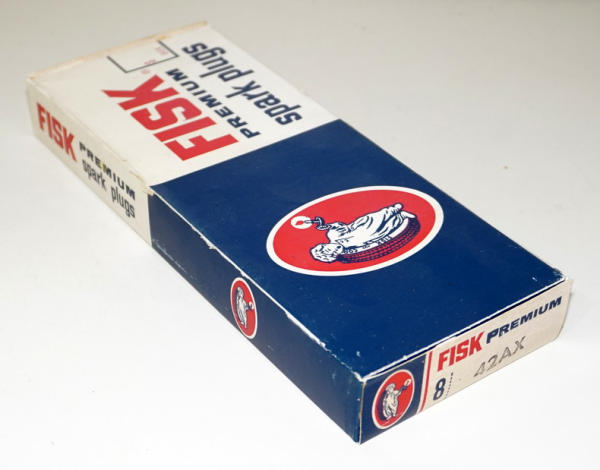 FISK®
PREMIUM
spark plugs
FISK
PREMIUM
spark plugs
FISK PREMIUM
8
42AX